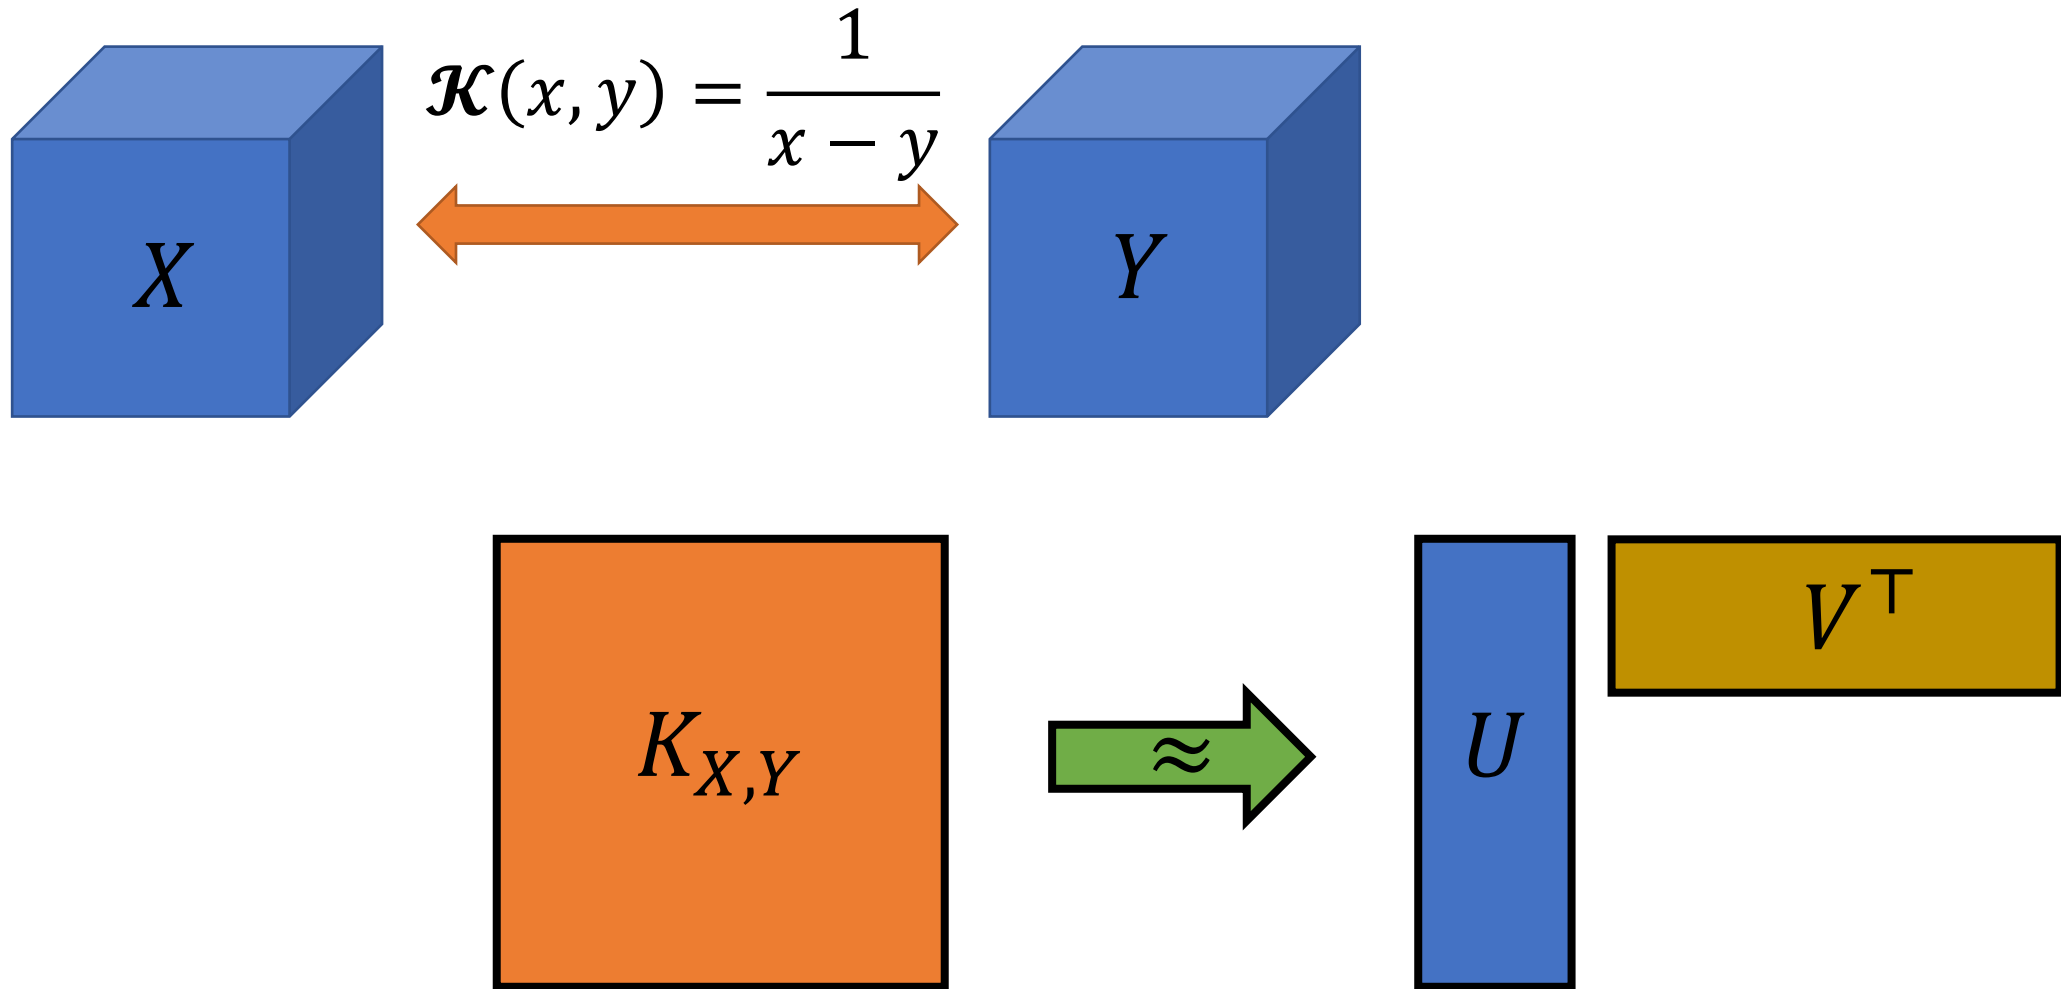 X
𝓚(x, y) = 1/(x − y)
Y
K_{X,Y}
≈
U
V^⊤